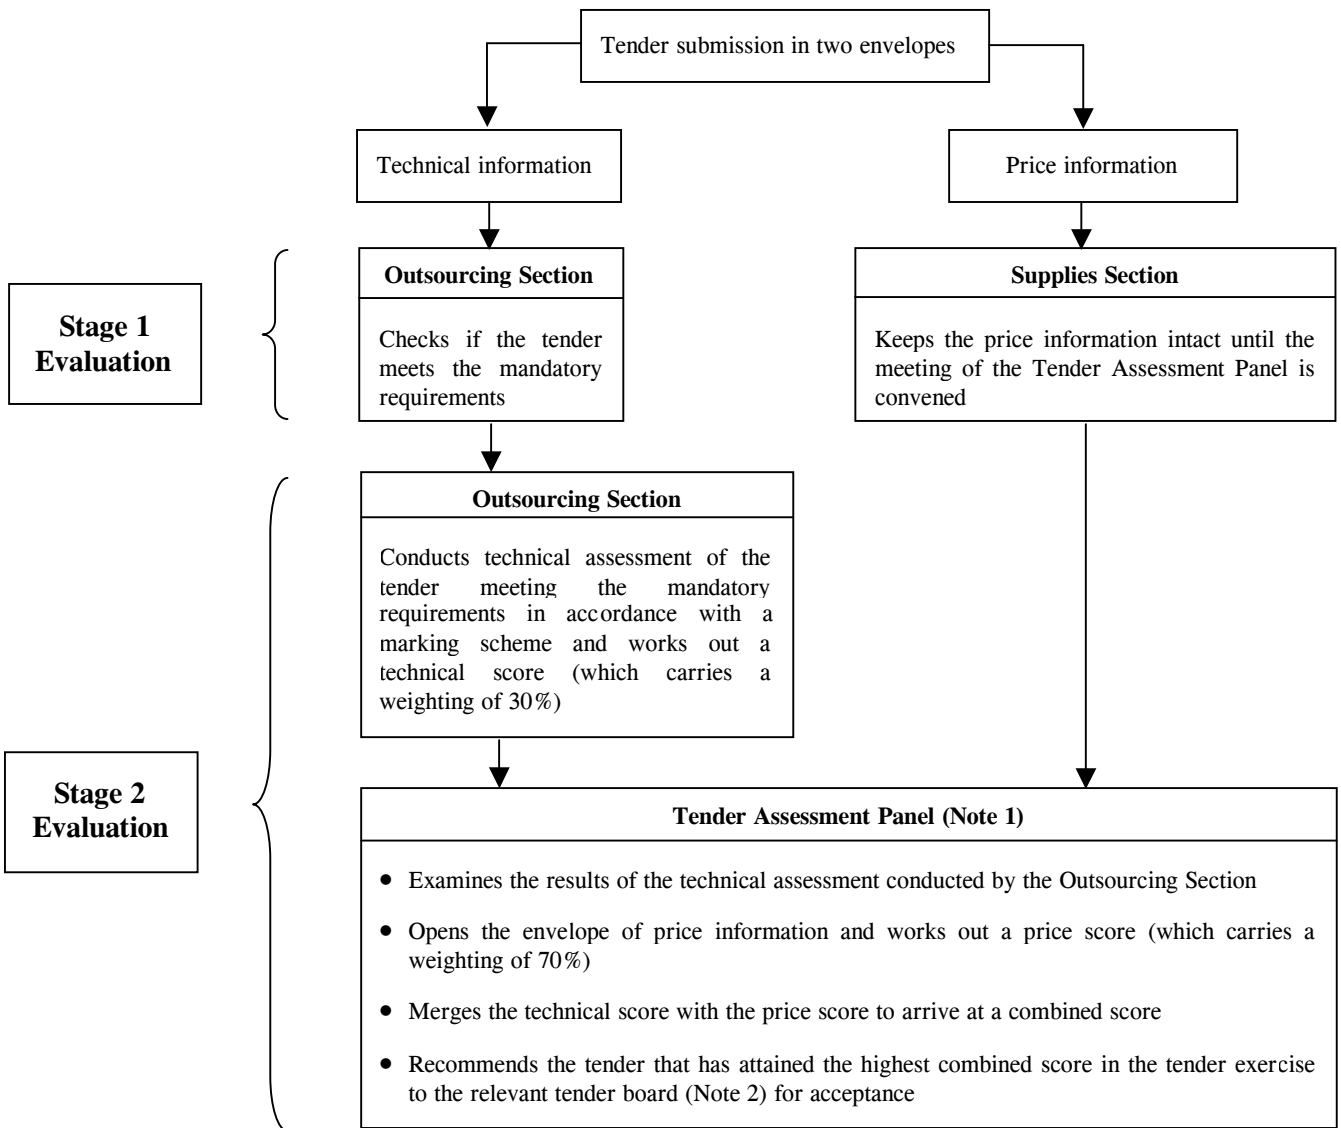 Tender submission in two envelopes
Technical information
Price information
Stage 1
Evaluation
Outsourcing Section
Checks if the tender
meets the mandatory
requirements
Supplies Section
Keeps the price information intact until the
meeting of the Tender Assessment Panel is
convened
Stage 2
Evaluation
Outsourcing Section
Conducts technical assessment of the
tender meeting the mandatory
requirements in accordance with a
marking scheme and works out a
technical score (which carries a
weighting of 30%)
Tender Assessment Panel (Note 1)
• Examines the results of the technical assessment conducted by the Outsourcing Section
• Opens the envelope of price information and works out a price score (which carries a
weighting of 70%)
• Merges the technical score with the price score to arrive at a combined score
• Recommends the tender that has attained the highest combined score in the tender exercise
to the relevant tender board (Note 2) for acceptance